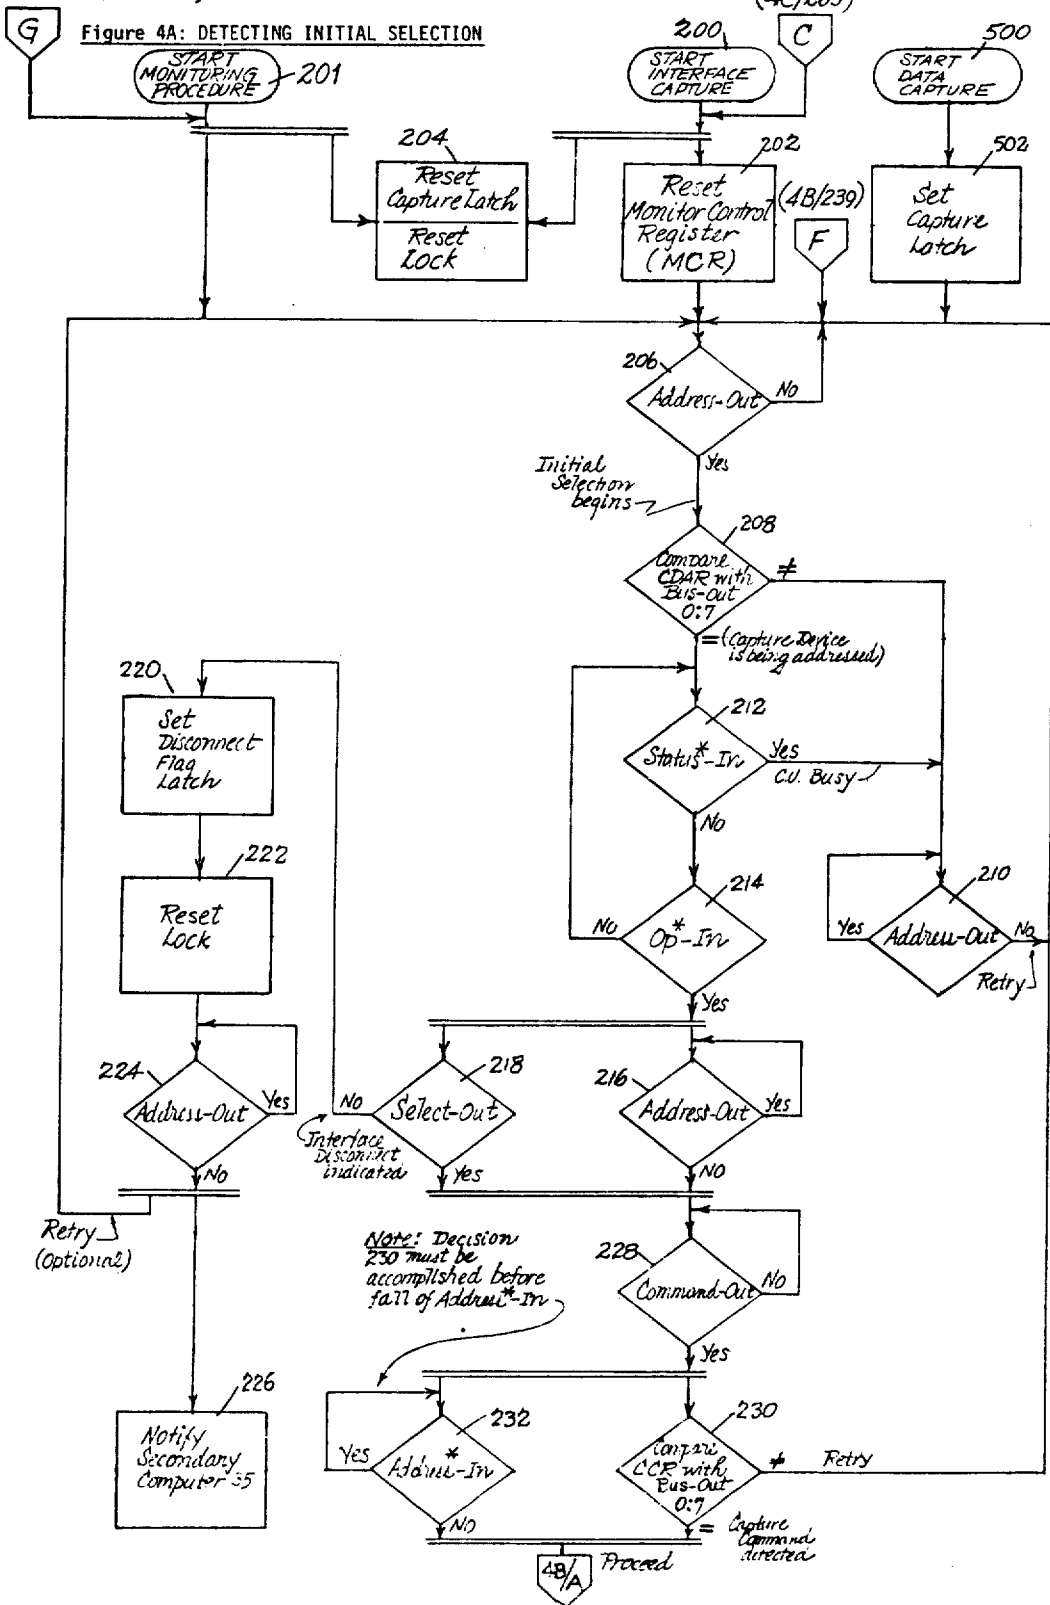 G
Figure 4A: DETECTING INITIAL SELECTION
START
MONITURING
PROCEDURE
201
200
START
INTERFACE
CAPTURE
C
500
START
DATA
CAPTURE
204
Reset
Capture Latch
Reset
Lock
202
Reset
Monitor Control
Register
(MCR)
(4B/239)
F
502
Set
Capture
Latch
206
Address-Out
No
Yes
Initial
Selection
begins
208
Compare
CDAR with
Bus-out
0:7
≠
= (Capture Device
is being addressed)
220
Set
Disconnect
Flag
Latch
212
Status*-In
Yes
C.U. Busy
No
222
Reset
Lock
214
No
Op*-In
Yes
210
Yes
Address-Out
No
Retry
224
Address-Out
Yes
No
218
No
Select-Out
Interface
Disconnect
indicated
Yes
216
Address-Out
Yes
No
Retry
(Optional)
Note: Decision
230 must be
accomplished before
fall of Address*-In
228
Command-Out
No
Yes
226
Notify
Secondary
Computer 35
232
Yes
Address*-In
No
230
Compare
CCR with
Bus-Out
0:7
≠
Retry
= Capture
Command
detected
4B/A
Proceed